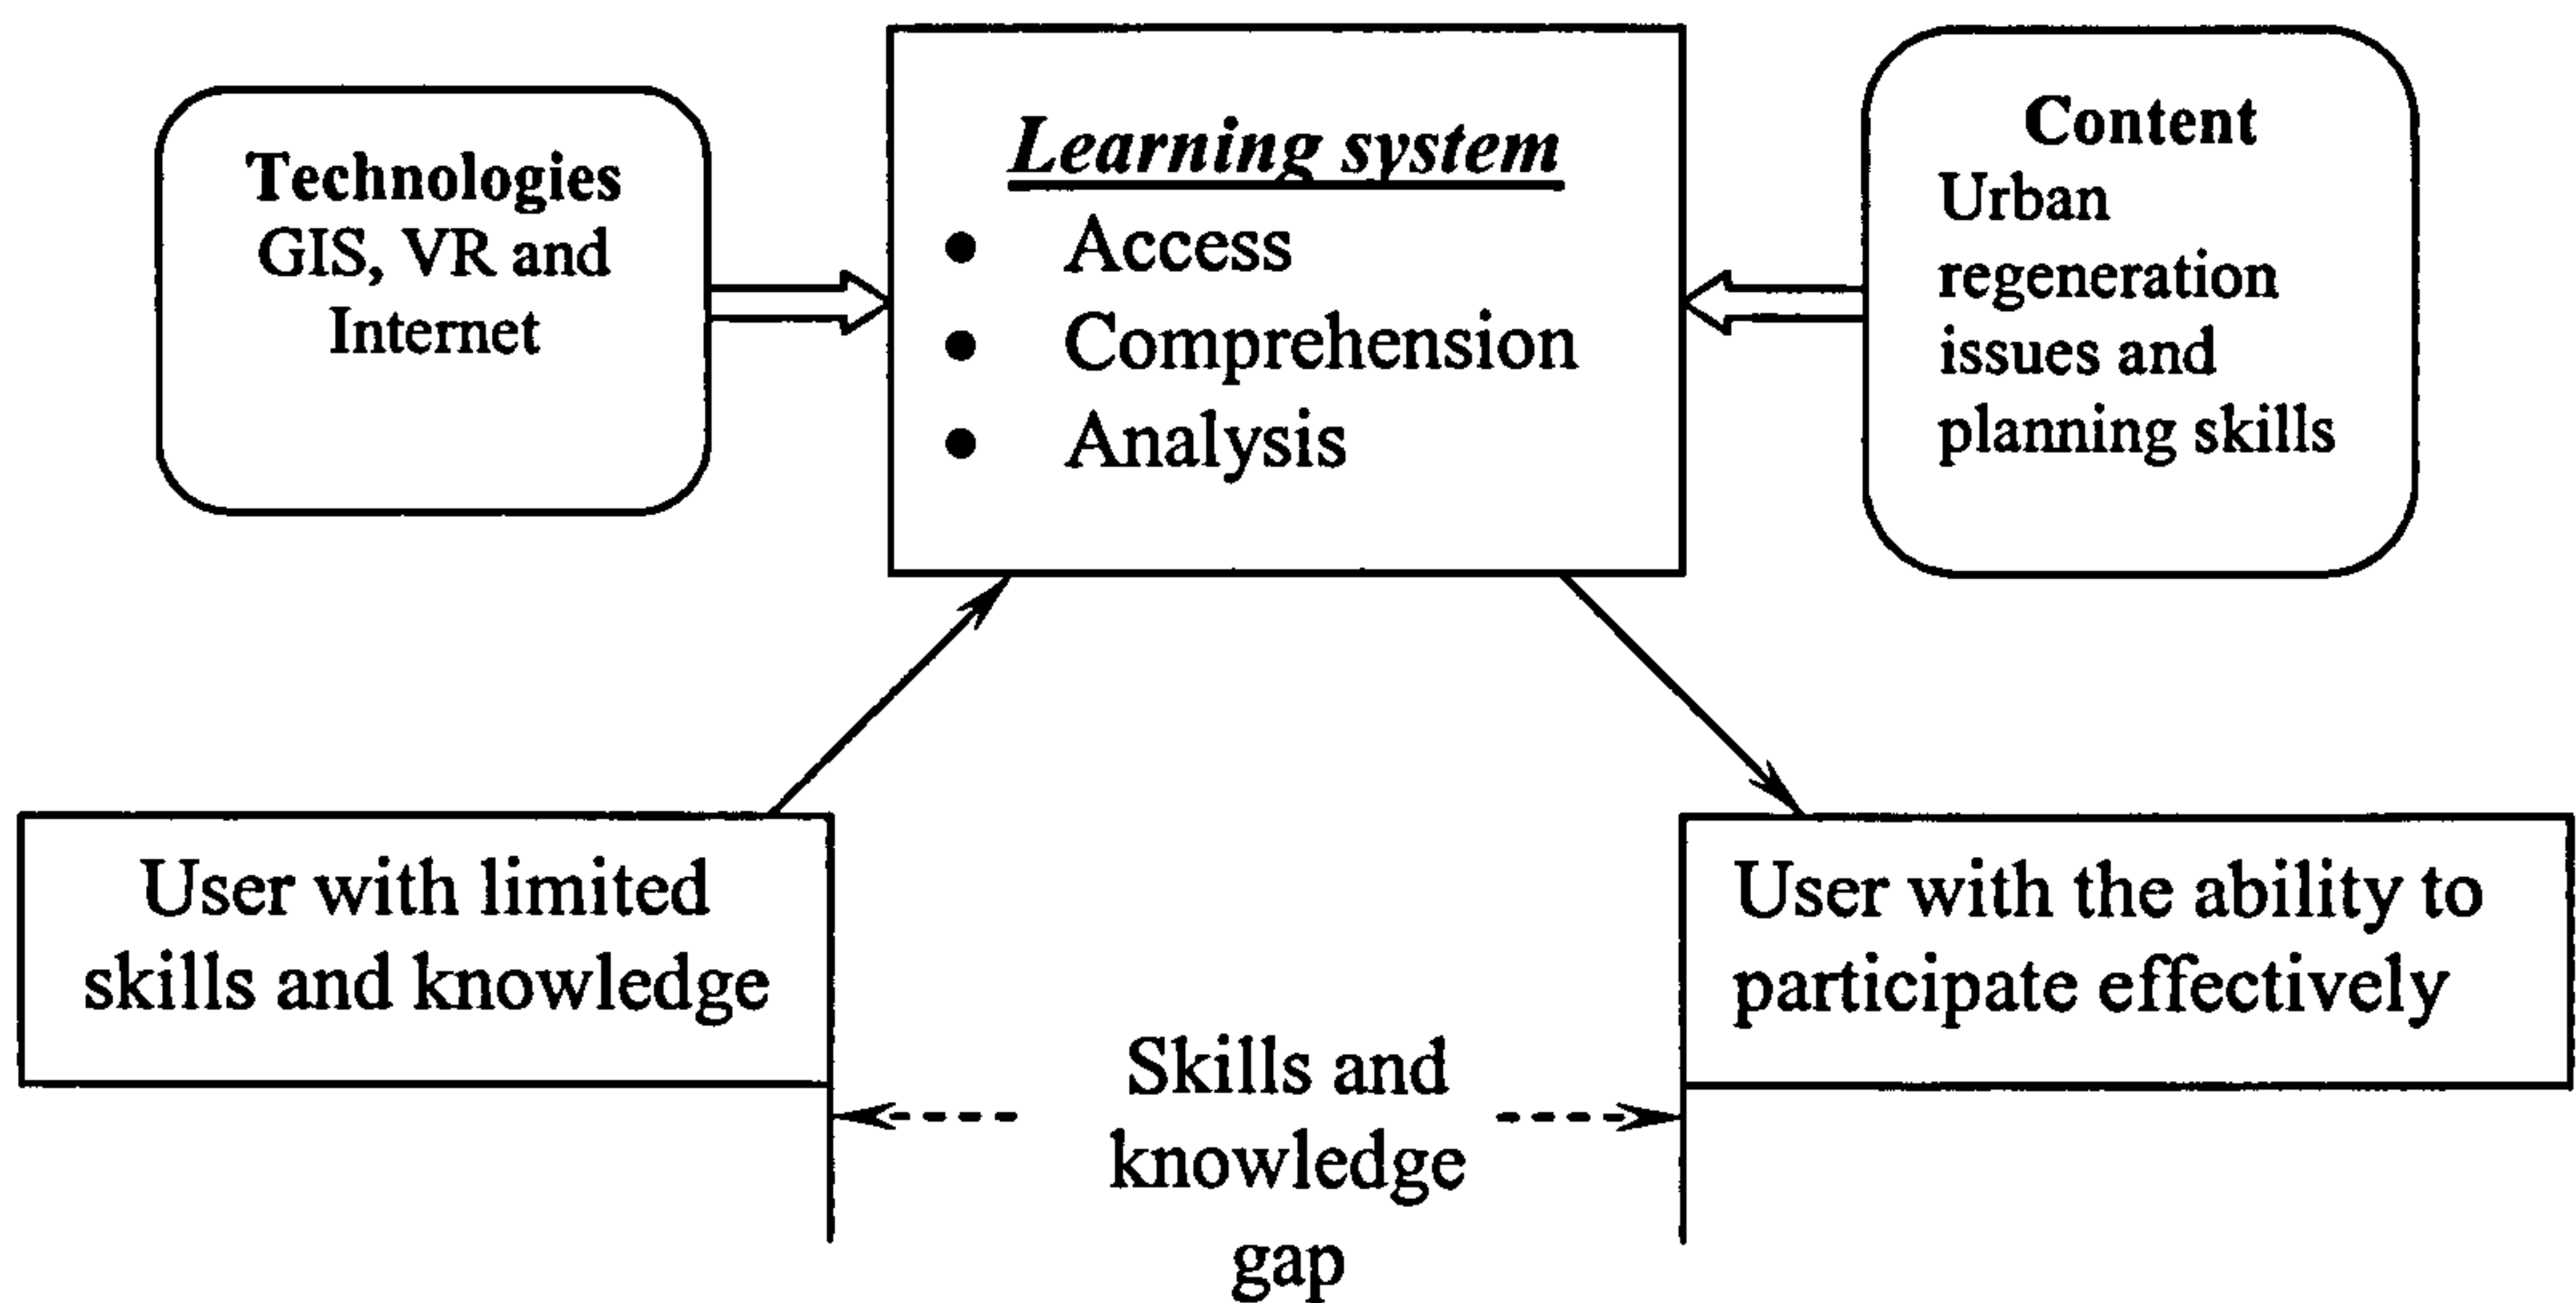 Technologies
GIS, VR and
Internet
Learning system
• Access
• Comprehension
• Analysis
Content
Urban
regeneration
issues and
planning skills
User with limited
skills and knowledge
User with the ability to
participate effectively
Skills and
knowledge
gap